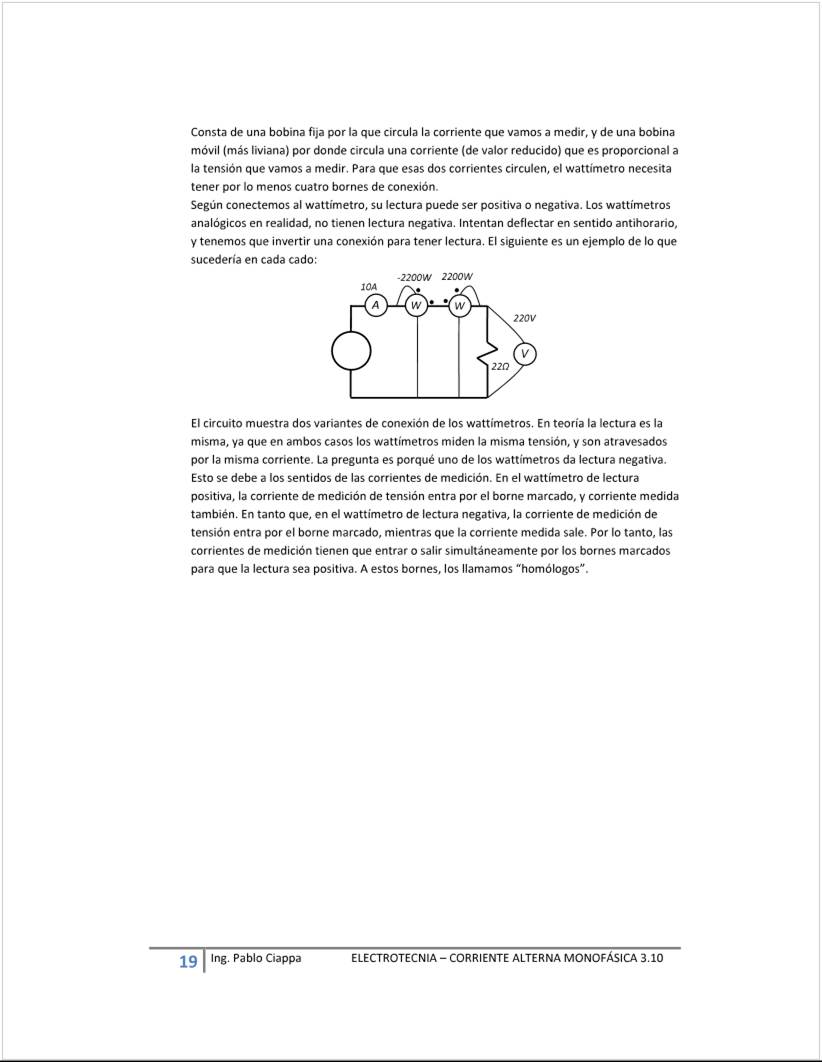 Consta de una bobina fija por la que circula la corriente que vamos a medir, y de una bobina
móvil (más liviana) por donde circula una corriente (de valor reducido) que es proporcional a
la tensión que vamos a medir. Para que esas dos corrientes circulen, el wattímetro necesita
tener por lo menos cuatro bornes de conexión.
Según conectemos al wattímetro, su lectura puede ser positiva o negativa. Los wattímetros
analógicos en realidad, no tienen lectura negativa. Intentan deflectar en sentido antihorario,
y tenemos que invertir una conexión para tener lectura. El siguiente es un ejemplo de lo que
sucedería en cada cado:
-2200W 2200W
10A
A W W
220V
V
22Ω
El circuito muestra dos variantes de conexión de los wattímetros. En teoría la lectura es la
misma, ya que en ambos casos los wattímetros miden la misma tensión, y son atravesados
por la misma corriente. La pregunta es porqué uno de los wattímetros da lectura negativa.
Esto se debe a los sentidos de las corrientes de medición. En el wattímetro de lectura
positiva, la corriente de medición de tensión entra por el borne marcado, y corriente medida
también. En tanto que, en el wattímetro de lectura negativa, la corriente de medición de
tensión entra por el borne marcado, mientras que la corriente medida sale. Por lo tanto, las
corrientes de medición tienen que entrar o salir simultáneamente por los bornes marcados
para que la lectura sea positiva. A estos bornes, los llamamos “homólogos”.
19 Ing. Pablo Ciappa ELECTROTECNIA – CORRIENTE ALTERNA MONOFÁSICA 3.10